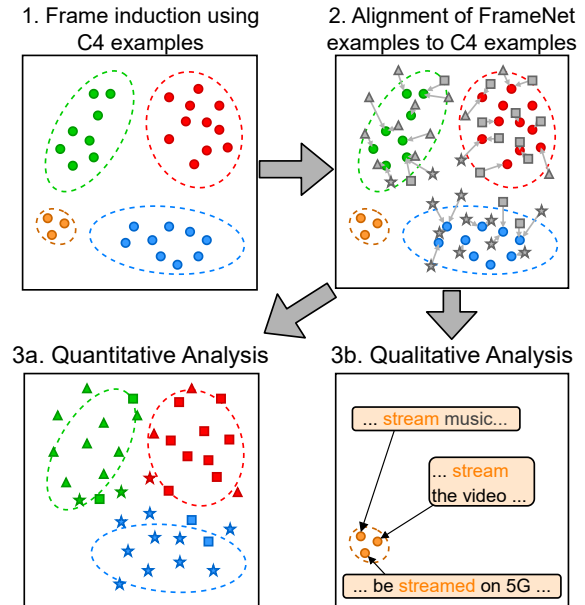 1. Frame induction using
C4 examples
2. Alignment of FrameNet
examples to C4 examples
3a. Quantitative Analysis
3b. Qualitative Analysis
... stream music...
... stream
the video ...
... be streamed on 5G ...